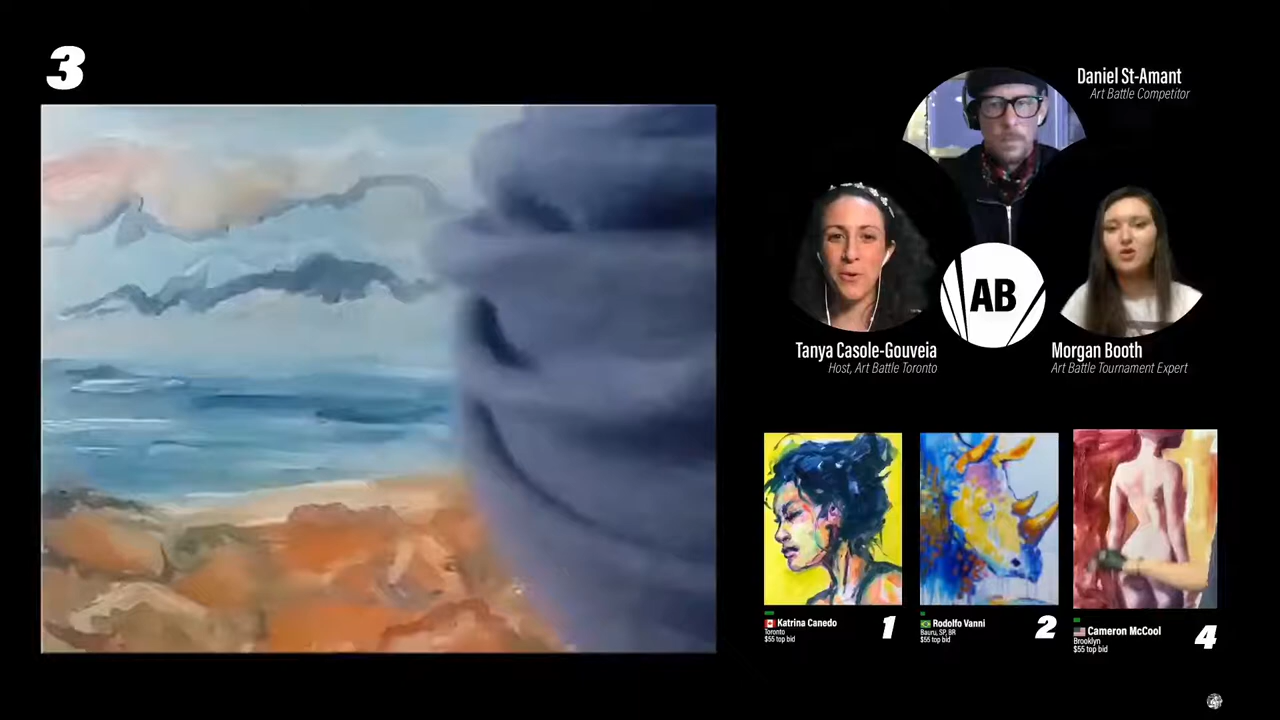 3
Daniel St-Amant
Art Battle Competitor
AB
Tanya Casole-Gouveia
Host, Art Battle Toronto
Morgan Booth
Art Battle Tournament Expert
Katrina Canedo
Toronto
$55 top bid
1
Rodolfo Vanni
Bauru, SP, BR
$55 top bid
2
Cameron McCool
Brooklyn
$55 top bid
4